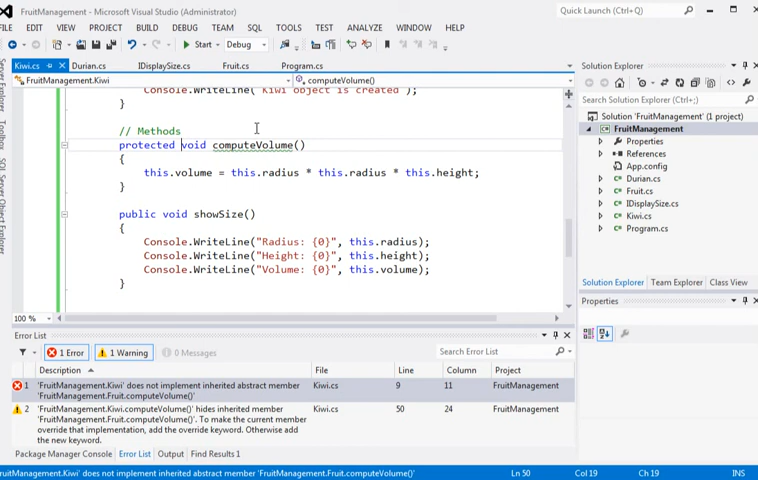 FruitManagement - Microsoft Visual Studio (Administrator)
Quick Launch (Ctrl+Q)
FILE EDIT VIEW PROJECT BUILD DEBUG TEAM SQL TOOLS TEST ANALYZE WINDOW HELP
Start Debug
Kiwi.cs Durian.cs IDisplaySize.cs Fruit.cs Program.cs
FruitManagement.Kiwi computeVolume()
Console.WriteLine("Kiwi object is created");
}
// Methods
protected void computeVolume()
{
this.volume = this.radius * this.radius * this.height;
}
public void showSize()
{
Console.WriteLine("Radius: {0}", this.radius);
Console.WriteLine("Height: {0}", this.height);
Console.WriteLine("Volume: {0}", this.volume);
}
100 %
Server Explorer
Toolbox
SQL Server Object Explorer
Solution Explorer
Search Solution Explorer (Ctrl+;)
Solution 'FruitManagement' (1 project)
FruitManagement
Properties
References
App.config
Durian.cs
Fruit.cs
IDisplaySize.cs
Kiwi.cs
Program.cs
Solution Explorer Team Explorer Class View
Properties
Error List
1 Error 1 Warning 0 Messages
Search Error List
Description File Line Column Project
1 'FruitManagement.Kiwi' does not implement inherited abstract member Kiwi.cs 9 11 FruitManagement
'FruitManagement.Fruit.computeVolume()'
2 'FruitManagement.Kiwi.computeVolume()' hides inherited member Kiwi.cs 50 24 FruitManagement
'FruitManagement.Fruit.computeVolume()'. To make the current member
override that implementation, add the override keyword. Otherwise add
the new keyword.
Package Manager Console Error List Output Find Results 1
FruitManagement.Kiwi' does not implement inherited abstract member 'FruitManagement.Fruit.computeVolume()' Ln 50 Col 19 Ch 19 INS